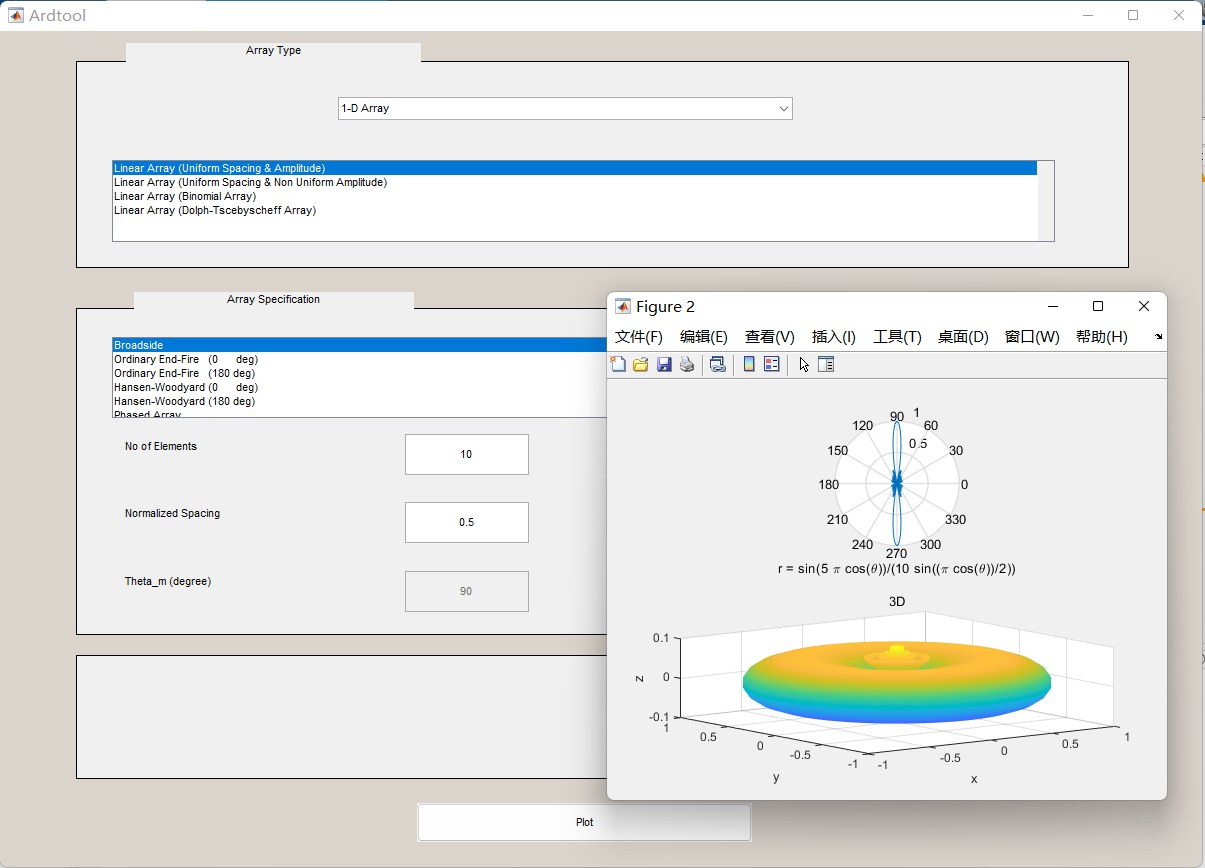 Ardtool
Array Type
1-D Array
Linear Array (Uniform Spacing & Amplitude)
Linear Array (Uniform Spacing & Non Uniform Amplitude)
Linear Array (Binomial Array)
Linear Array (Dolph-Tscebyscheff Array)
Array Specification
Broadside
Ordinary End-Fire (0 deg)
Ordinary End-Fire (180 deg)
Hansen-Woodyard (0 deg)
Hansen-Woodyard (180 deg)
Phased Array
No of Elements
10
Normalized Spacing
0.5
Theta_m (degree)
90
Plot
Figure 2
文件(F) 编辑(E) 查看(V) 插入(I) 工具(T) 桌面(D) 窗口(W) 帮助(H)
90 1
120 60
0.5
150 30
180 0
210 330
240 300
270
r = sin(5 π cos(θ))/(10 sin((π cos(θ))/2))
3D
0.1
z 0
-0.1
1 0.5 0 -0.5 -1
y
-1 -0.5 0 0.5 1
x